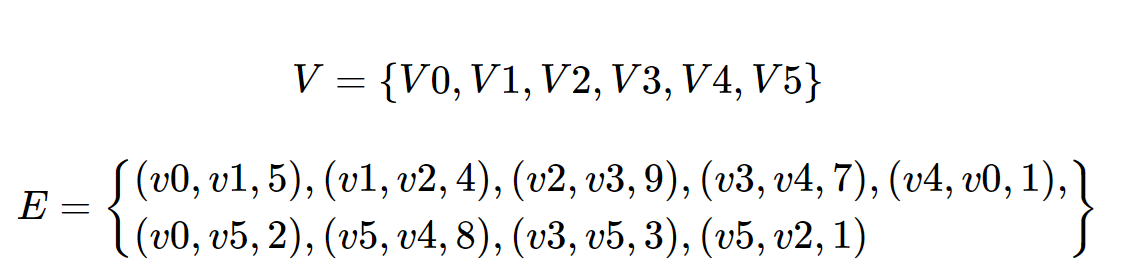 V = {V0, V1, V2, V3, V4, V5}
E = { (v0, v1, 5), (v1, v2, 4), (v2, v3, 9), (v3, v4, 7), (v4, v0, 1),
(v0, v5, 2), (v5, v4, 8), (v3, v5, 3), (v5, v2, 1) }